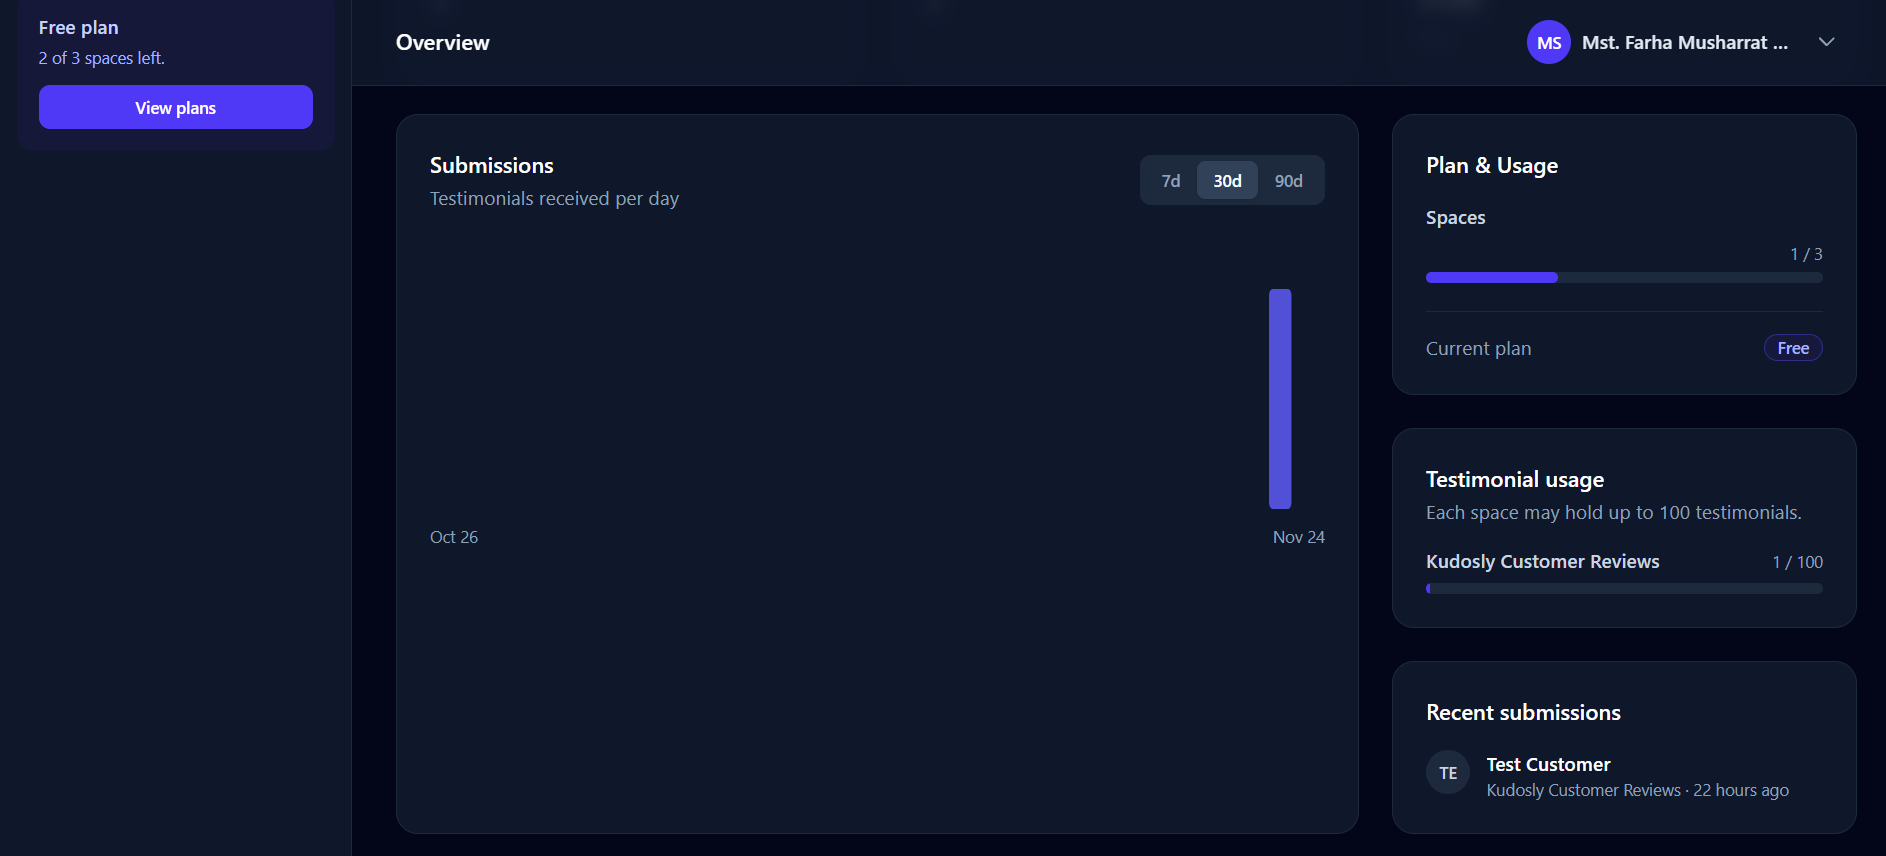 Free plan
2 of 3 spaces left.
View plans
Overview
MS
Mst. Farha Musharrat ...
Submissions
Testimonials received per day
7d
30d
90d
Oct 26
Nov 24
Plan & Usage
Spaces
1 / 3
Current plan
Free
Testimonial usage
Each space may hold up to 100 testimonials.
Kudosly Customer Reviews
1 / 100
Recent submissions
TE
Test Customer
Kudosly Customer Reviews · 22 hours ago